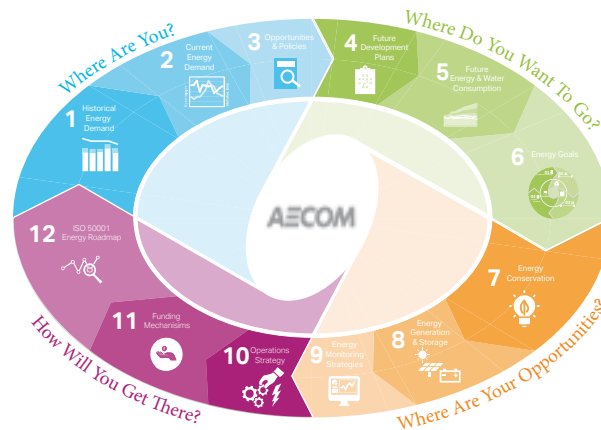 Where Are You?
1 Historical
Energy
Demand
2 Current
Energy
Demand
3 Opportunities
& Policies
Where Do You Want To Go?
4 Future
Development
Plans
5 Future
Energy & Water
Consumption
6 Energy Goals
Where Are Your Opportunities?
7 Energy
Conservation
8 Energy
Generation
& Storage
9 Energy
Monitoring
Strategies
How Will You Get There?
10 Operations
Strategy
11 Funding
Mechanisims
12 ISO 50001
Energy Roadmap
AECOM